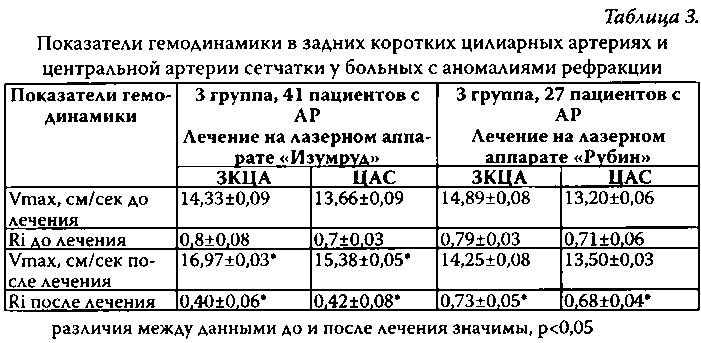 Таблица 3.
Показатели гемодинамики в задних коротких цилиарных артериях и
центральной артерии сетчатки у больных с аномалиями рефракции
Показатели гемо-
динамики
3 группа, 41 пациентов с
АР
Лечение на лазерном аппа-
рате «Изумруд»
3 группа, 27 пациентов с
АР
Лечение на лазерном
аппарате «Рубин»
ЗКЦА ЦАС ЗКЦА ЦАС
Vmax, см/сек до
лечения
14,33±0,09 13,66±0,09 14,89±0,08 13,20±0,06
Ri до лечения 0,8±0,08 0,7±0,03 0,79±0,03 0,71±0,06
Vmax, см/сек по-
сле лечения
16,97±0,03* 15,38±0,05* 14,25±0,08 13,50±0,03
Ri после лечения 0,40±0,06* 0,42±0,08* 0,73±0,05* 0,68±0,04*
различия между данными до и после лечения значимы, p<0,05